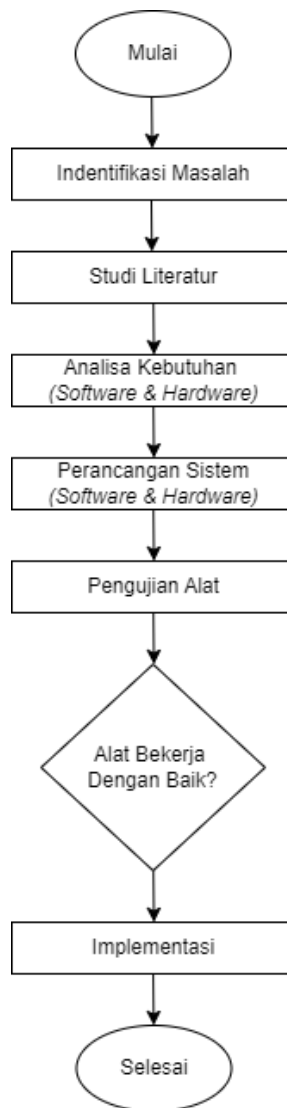 Mulai
Indentifikasi Masalah
Studi Literatur
Analisa Kebutuhan
(Software & Hardware)
Perancangan Sistem
(Software & Hardware)
Pengujian Alat
Alat Bekerja
Dengan Baik?
Implementasi
Selesai